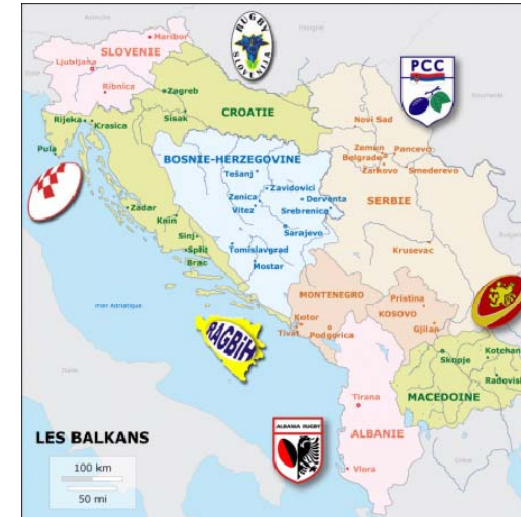 RUGBY
SLOVENIJA
Maribor
SLOVENIE
Ljubljana
Ribnica
PCC
Zagreb
CROATIE
Sisak
Rijeka
Krasica
Pula
Novi Sad
Zemun
Pancevo
Belgrade
Zarkovo
Smederevo
SERBIE
Krusevac
BOSNIE-HERZEGOVINE
Tešanj
Zavidovici
Zenica
Derventa
Vitez
Srebrenica
Sarajevo
Tomislavgrad
Mostar
Zadar
Knin
Sinj
Split
Brac
mer Adriatique
MONTENEGRO
Pristina
Kotor
KOSOVO
Tivat
Podgorica
Gjilan
RAGBiH
Skopje
Kotchani
Radovish
MACEDOINE
Tirana
ALBANIE
Vlora
ALBANIA RUGBY
LES BALKANS
100 km
50 mi